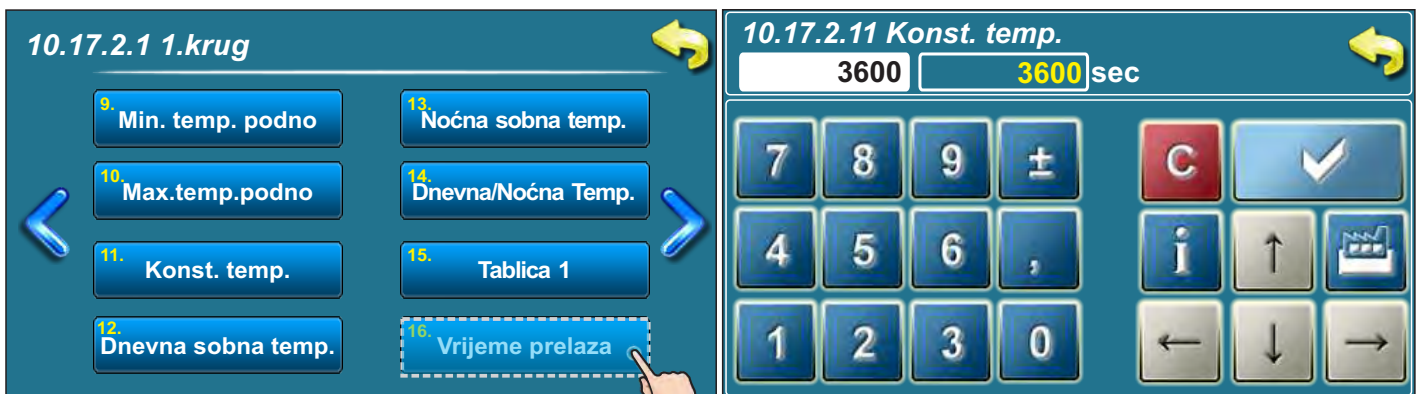 10.17.2.1 1.krug
9. Min. temp. podno
13. Noćna sobna temp.
10. Max.temp.podno
14. Dnevna/Noćna Temp.
11. Konst. temp.
15. Tablica 1
12. Dnevna sobna temp.
16. Vrijeme prelaza
10.17.2.11 Konst. temp.
3600 3600 sec
7 8 9 ± C
4 5 6 , i ↑
1 2 3 0 ← ↓ →